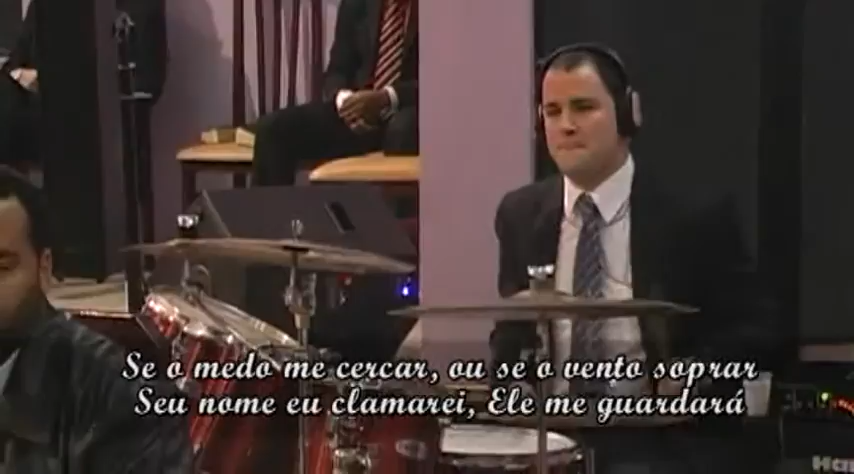 Se o medo me cercar, ou se o vento soprar
Seu nome eu clamarei, Ele me guardará